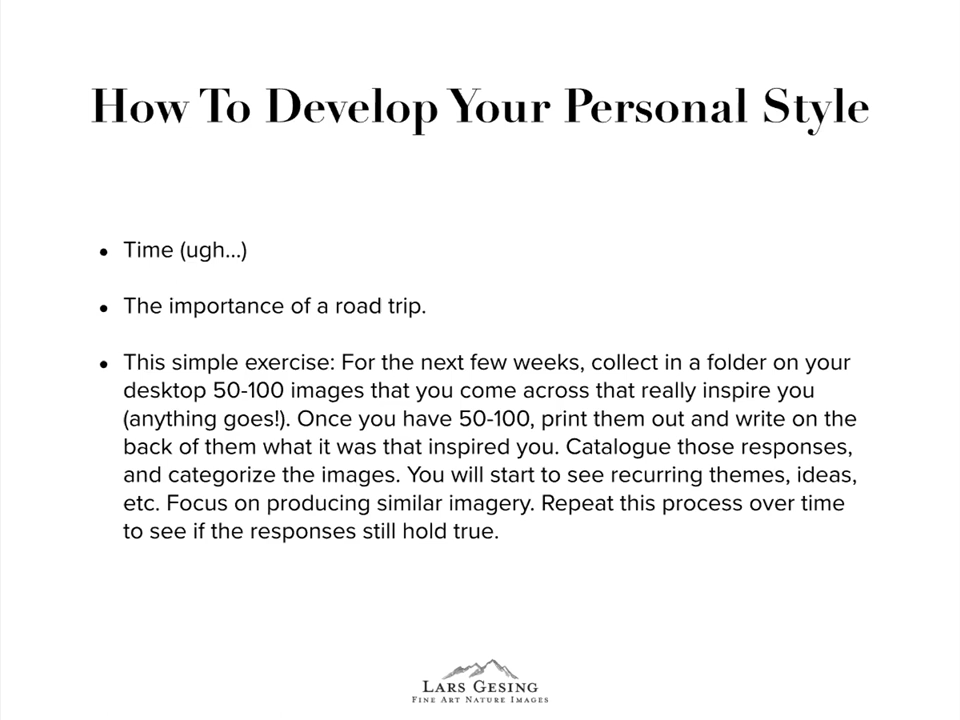 How To Develop Your Personal Style
• Time (ugh...)
• The importance of a road trip.
• This simple exercise: For the next few weeks, collect in a folder on your
desktop 50-100 images that you come across that really inspire you
(anything goes!). Once you have 50-100, print them out and write on the
back of them what it was that inspired you. Catalogue those responses,
and categorize the images. You will start to see recurring themes, ideas,
etc. Focus on producing similar imagery. Repeat this process over time
to see if the responses still hold true.
LARS GESING
FINE ART NATURE IMAGES